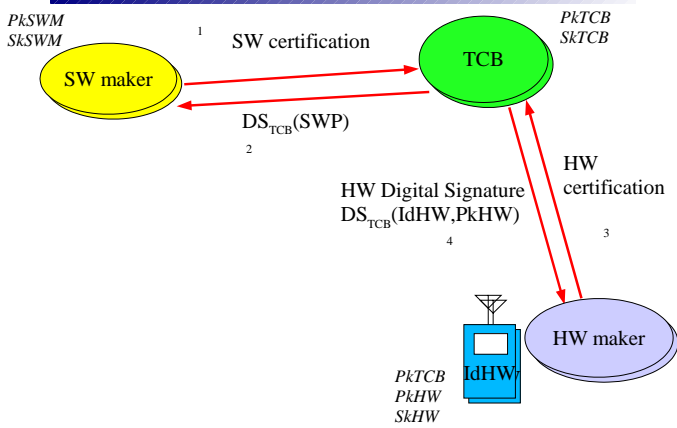 PkSWM
SkSWM
1
SW certification
PkTCB
SkTCB
TCB
SW maker
DS_TCB(SWP)
2
HW
certification
HW Digital Signature
DS_TCB(IdHW,PkHW)
4
3
HW maker
IdHW
PkTCB
PkHW
SkHW